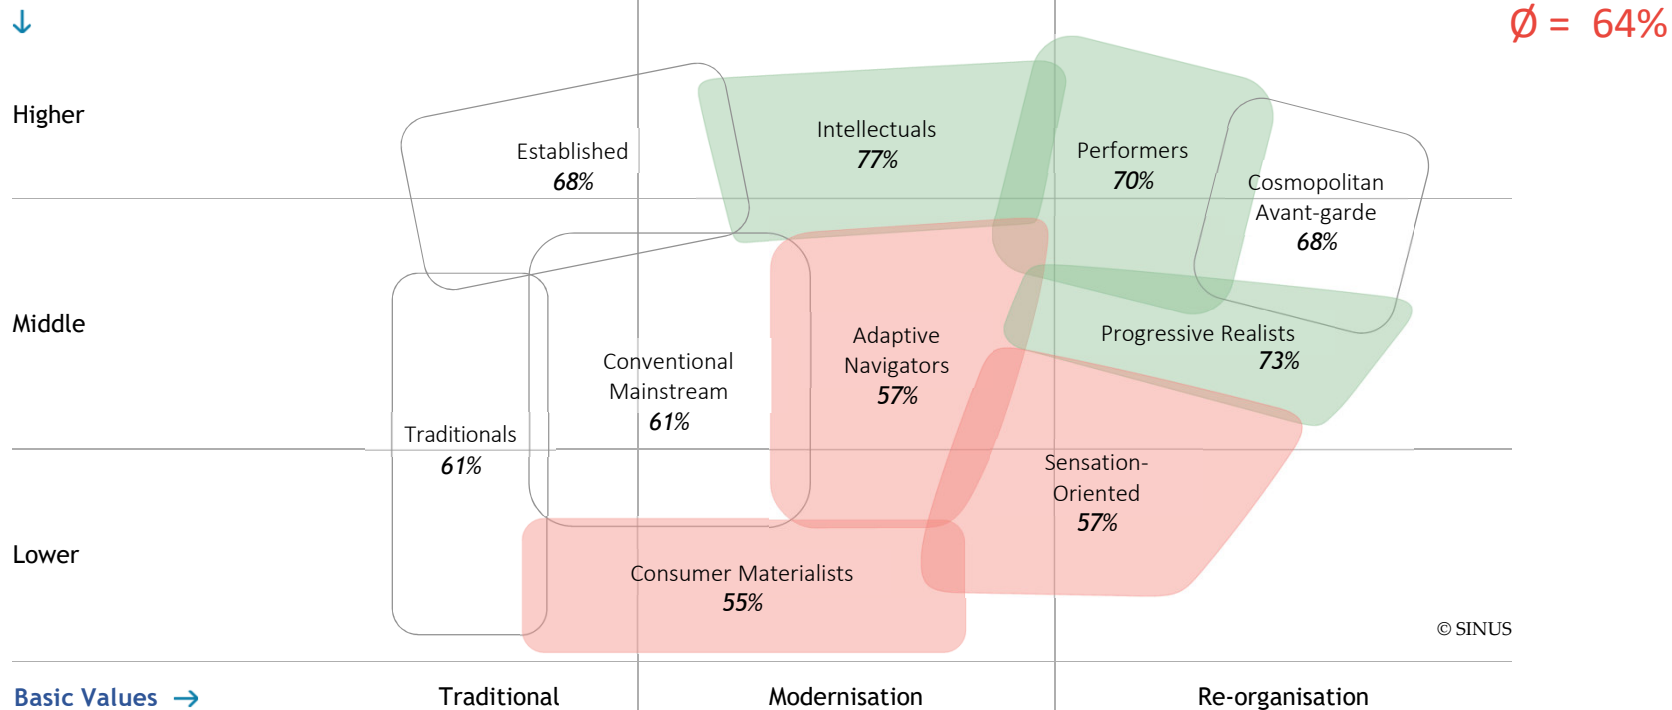 ↓
Ø = 64%
Higher
Established
68%
Intellectuals
77%
Performers
70%
Cosmopolitan
Avant-garde
68%
Middle
Adaptive
Navigators
57%
Progressive Realists
73%
Conventional
Mainstream
61%
Traditionals
61%
Sensation-
Oriented
57%
Lower
Consumer Materialists
55%
© SINUS
Basic Values →
Traditional
Modernisation
Re-organisation